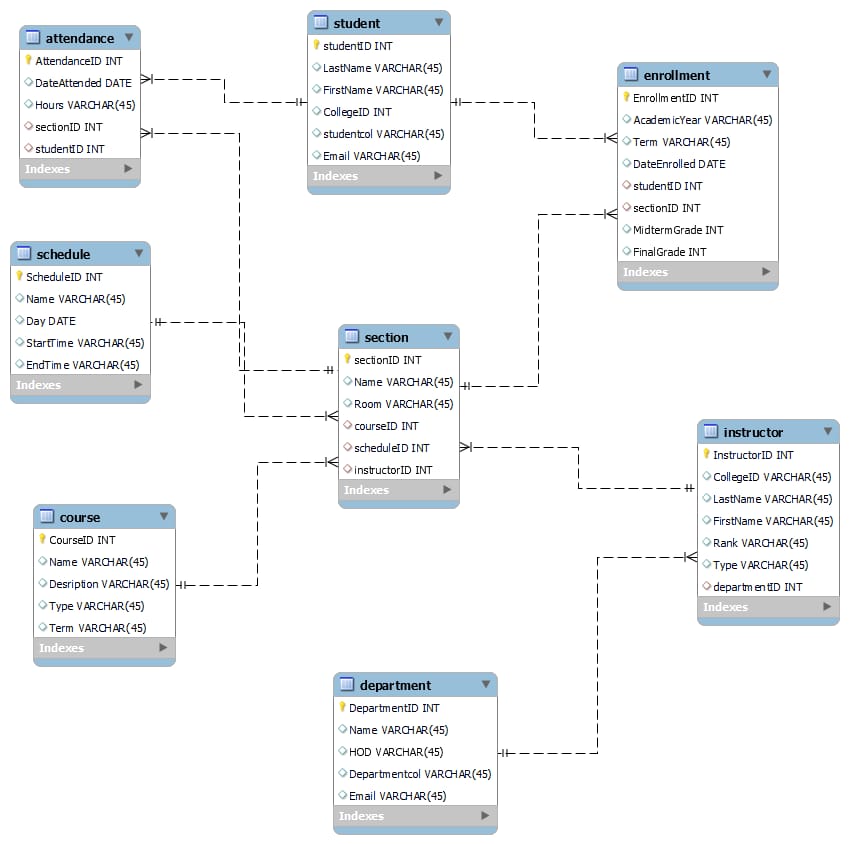 attendance
AttendanceID INT
DateAttended DATE
Hours VARCHAR(45)
sectionID INT
studentID INT
Indexes
student
studentID INT
LastName VARCHAR(45)
FirstName VARCHAR(45)
CollegeID INT
studentcol VARCHAR(45)
Email VARCHAR(45)
Indexes
enrollment
EnrollmentID INT
AcademicYear VARCHAR(45)
Term VARCHAR(45)
DateEnrolled DATE
studentID INT
sectionID INT
MidtermGrade INT
FinalGrade INT
Indexes
schedule
ScheduleID INT
Name VARCHAR(45)
Day DATE
StartTime VARCHAR(45)
EndTime VARCHAR(45)
Indexes
section
sectionID INT
Name VARCHAR(45)
Room VARCHAR(45)
courseID INT
scheduleID INT
instructorID INT
Indexes
instructor
InstructorID INT
CollegeID VARCHAR(45)
LastName VARCHAR(45)
FirstName VARCHAR(45)
Rank VARCHAR(45)
Type VARCHAR(45)
departmentID INT
Indexes
course
CourseID INT
Name VARCHAR(45)
Desription VARCHAR(45)
Type VARCHAR(45)
Term VARCHAR(45)
Indexes
department
DepartmentID INT
Name VARCHAR(45)
HOD VARCHAR(45)
Departmentcol VARCHAR(45)
Email VARCHAR(45)
Indexes